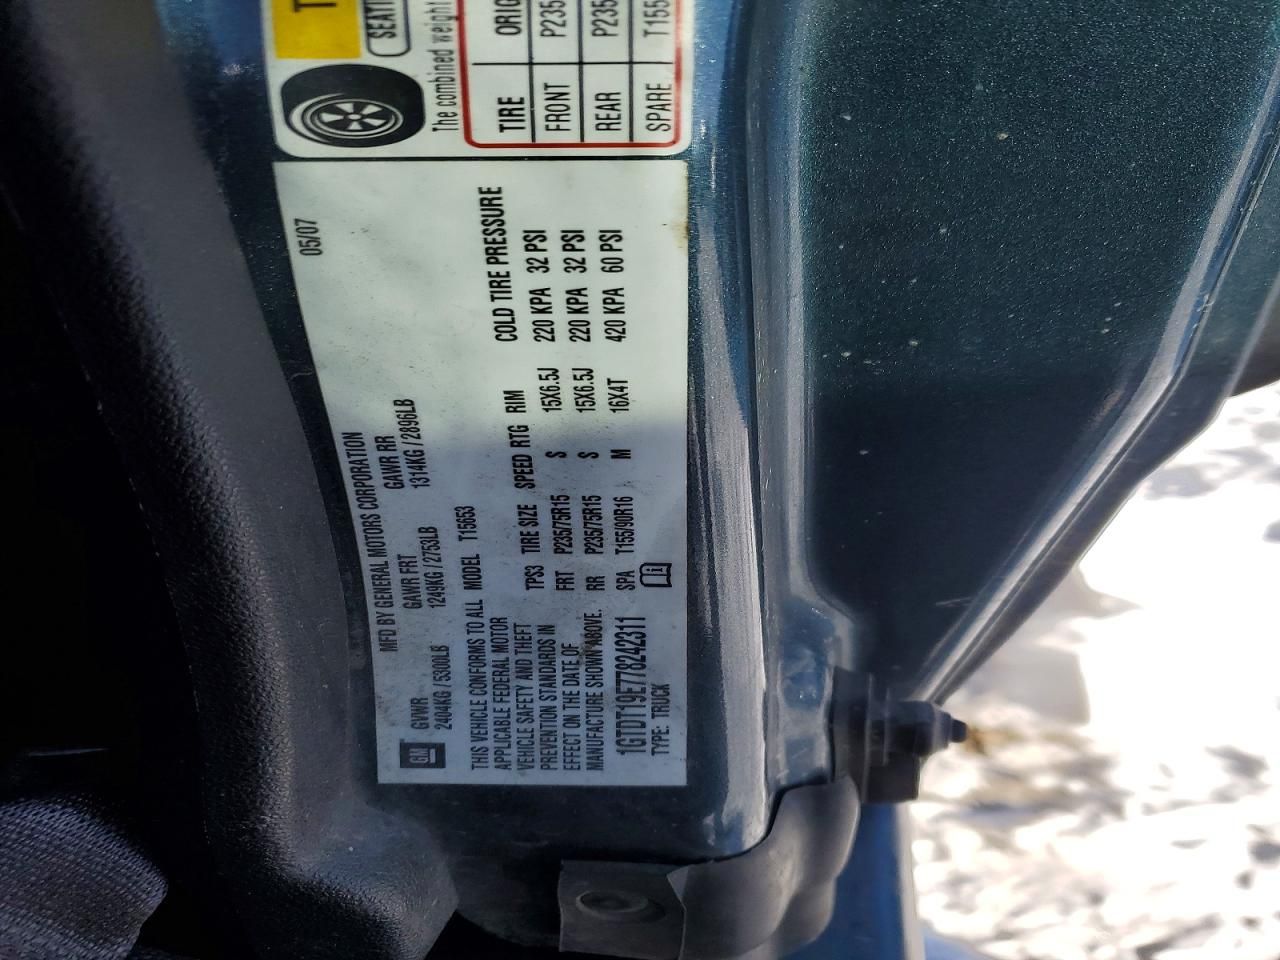 05/07
MFD BY GENERAL MOTORS CORPORATION
GM
GVWR GAWR FRT GAWR RR
2404KG / 5300LB 1249KG / 2753LB 1314KG / 2896LB
THIS VEHICLE CONFORMS TO ALL
APPLICABLE FEDERAL MOTOR
VEHICLE SAFETY AND THEFT
PREVENTION STANDARDS IN
EFFECT ON THE DATE OF
MANUFACTURE SHOWN ABOVE.
1GTDT19E778242311
TYPE: TRUCK
MODEL T15653
TPS3 TIRE SIZE SPEED RTG RIM COLD TIRE PRESSURE
FRT P235/75R15 S 15X6.5J 220 KPA 32 PSI
RR P235/75R15 S 15X6.5J 220 KPA 32 PSI
SPA T155/90R16 M 16X4T 420 KPA 60 PSI
T
SEATI
The combined weight
TIRE ORIG
FRONT P235
REAR P235
SPARE T155